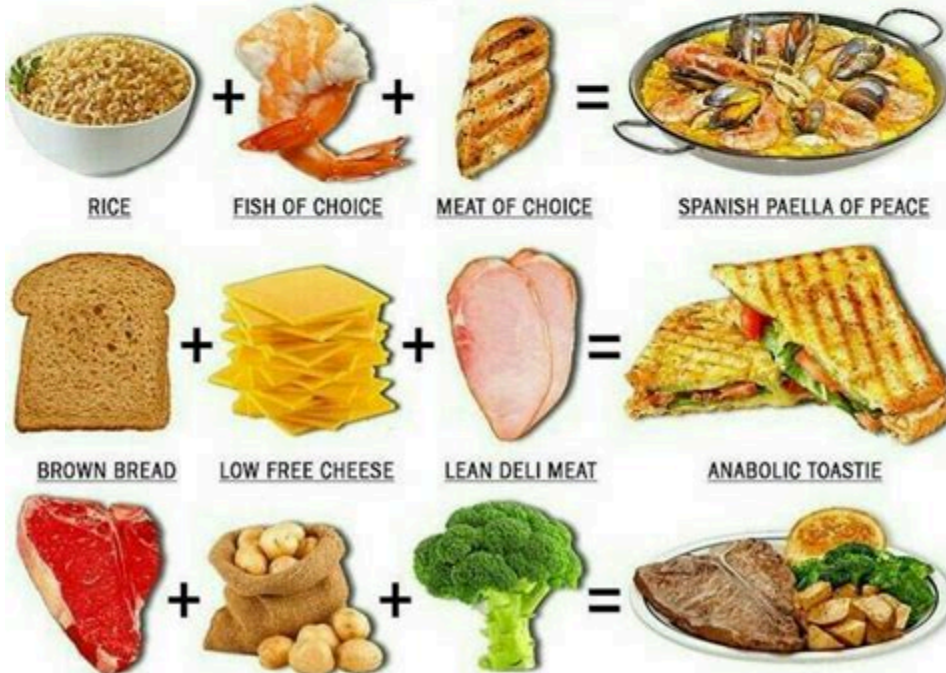 + + =
RICE FISH OF CHOICE MEAT OF CHOICE SPANISH PAELLA OF PEACE
+ + =
BROWN BREAD LOW FREE CHEESE LEAN DELI MEAT ANABOLIC TOASTIE
+ + =